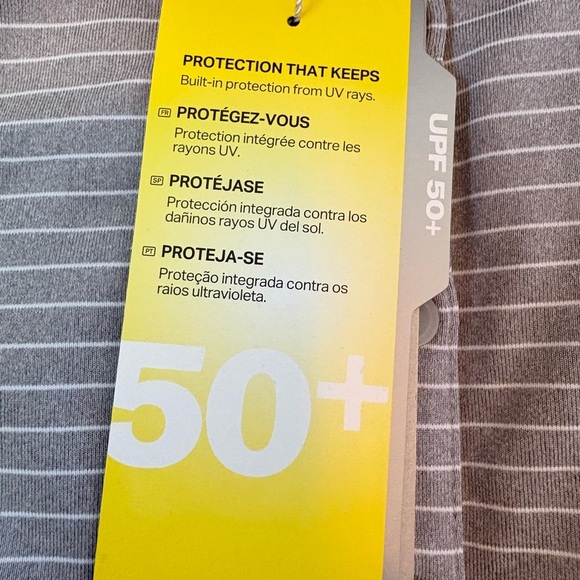 PROTECTION THAT KEEPS
Built-in protection from UV rays.
FR PROTÉGEZ-VOUS
Protection intégrée contre les
rayons UV.
SP PROTÉJASE
Protección integrada contra los
dañinos rayos UV del sol.
PT PROTEJA-SE
Proteção integrada contra os
raios ultravioleta.
50+
UPF 50+